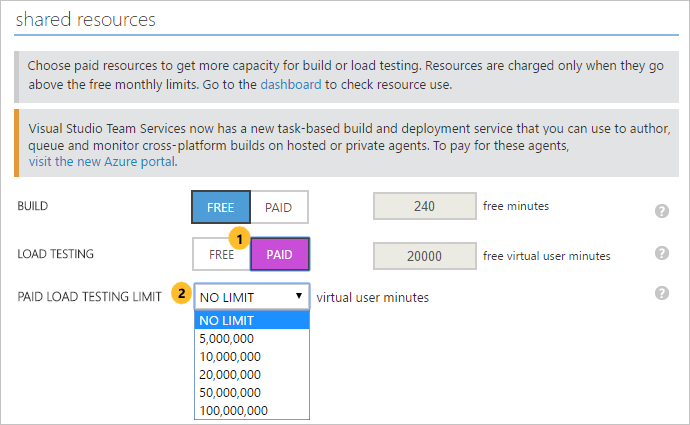 shared resources
Choose paid resources to get more capacity for build or load testing. Resources are charged only when they go
above the free monthly limits. Go to the dashboard to check resource use.
Visual Studio Team Services now has a new task-based build and deployment service that you can use to author,
queue and monitor cross-platform builds on hosted or private agents. To pay for these agents,
visit the new Azure portal.
BUILD FREE PAID 240 free minutes ?
1
LOAD TESTING FREE PAID 20000 free virtual user minutes ?
PAID LOAD TESTING LIMIT 2 NO LIMIT virtual user minutes ?
NO LIMIT
5,000,000
10,000,000
20,000,000
50,000,000
100,000,000